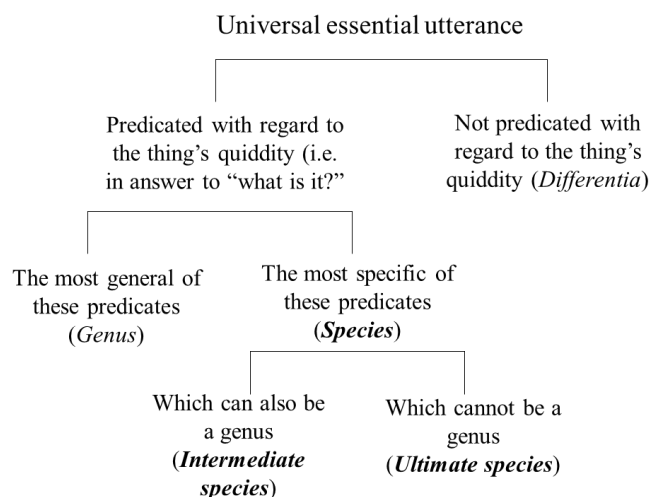 Universal essential utterance
Predicated with regard to
the thing's quiddity (i.e.
in answer to “what is it?”
Not predicated with
regard to the thing's
quiddity (Differentia)
The most general of
these predicates
(Genus)
The most specific of
these predicates
(Species)
Which can also be
a genus
(Intermediate
species)
Which cannot be a
genus
(Ultimate species)